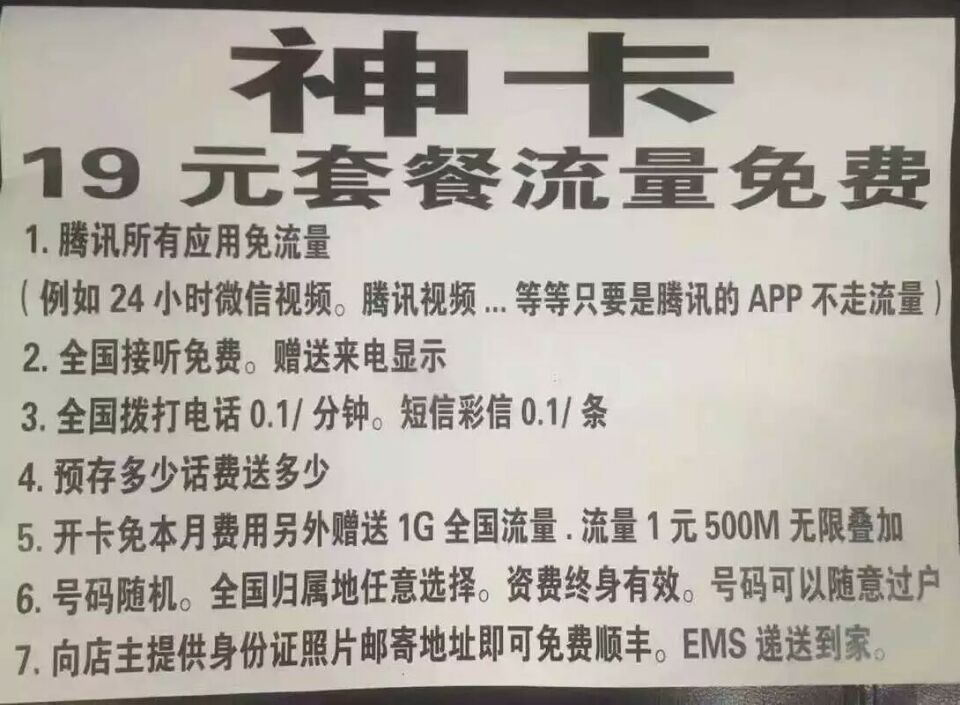 神卡
19 元套餐流量免费
1. 腾讯所有应用免流量
（例如 24 小时微信视频。腾讯视频 ... 等等只要是腾讯的 APP 不走流量）
2. 全国接听免费。赠送来电显示
3. 全国拨打电话 0.1/ 分钟。短信彩信 0.1/ 条
4. 预存多少话费送多少
5. 开卡免本月费用另外赠送 1G 全国流量 . 流量 1 元 500M 无限叠加
6. 号码随机。全国归属地任意选择。资费终身有效。号码可以随意过户
7. 向店主提供身份证照片邮寄地址即可免费顺丰。EMS 递送到家。